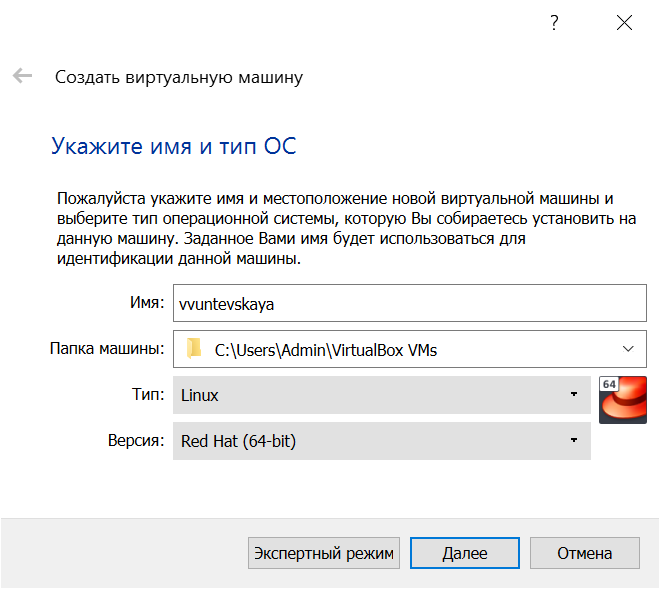 ?
Создать виртуальную машину
Укажите имя и тип ОС
Пожалуйста укажите имя и местоположение новой виртуальной машины и
выберите тип операционной системы, которую Вы собираетесь установить на
данную машину. Заданное Вами имя будет использоваться для
идентификации данной машины.
Имя: vvuntevskaya
Папка машины: C:\Users\Admin\VirtualBox VMs
Тип: Linux
64
Версия: Red Hat (64-bit)
Экспертный режим Далее Отмена